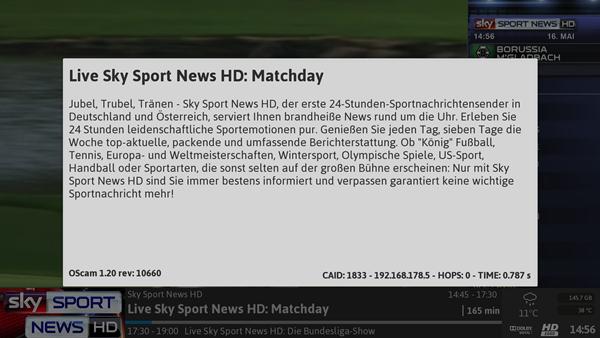 sky SPORT NEWS HD
14:56 16. MAI
BORUSSIA
M'GLADBACH
Live Sky Sport News HD: Matchday
Jubel, Trubel, Tränen - Sky Sport News HD, der erste 24-Stunden-Sportnachrichtensender in
Deutschland und Österreich, serviert Ihnen brandheiße News rund um die Uhr. Erleben Sie
24 Stunden leidenschaftliche Sportemotionen pur. Genießen Sie jeden Tag, sieben Tage die
Woche top-aktuelle, packende und umfassende Berichterstattung. Ob "König" Fußball,
Tennis, Europa- und Weltmeisterschaften, Wintersport, Olympische Spiele, US-Sport,
Handball oder Sportarten, die sonst selten auf der großen Bühne erscheinen: Nur mit Sky
Sport News HD sind Sie immer bestens informiert und verpassen garantiert keine wichtige
Sportnachricht mehr!
OScam 1.20 rev: 10660
CAID: 1833 - 192.168.178.5 - HOPS: 0 - TIME: 0.787 s
sky SPORT
NEWS HD
Sky Sport News HD 14:45 - 17:30
Live Sky Sport News HD: Matchday | 165 min
17:30 - 19:00 Live Sky Sport News HD: Die Bundesliga-Show
11°C
145.7 GB
38 °C
DOLBY
HD
14:56